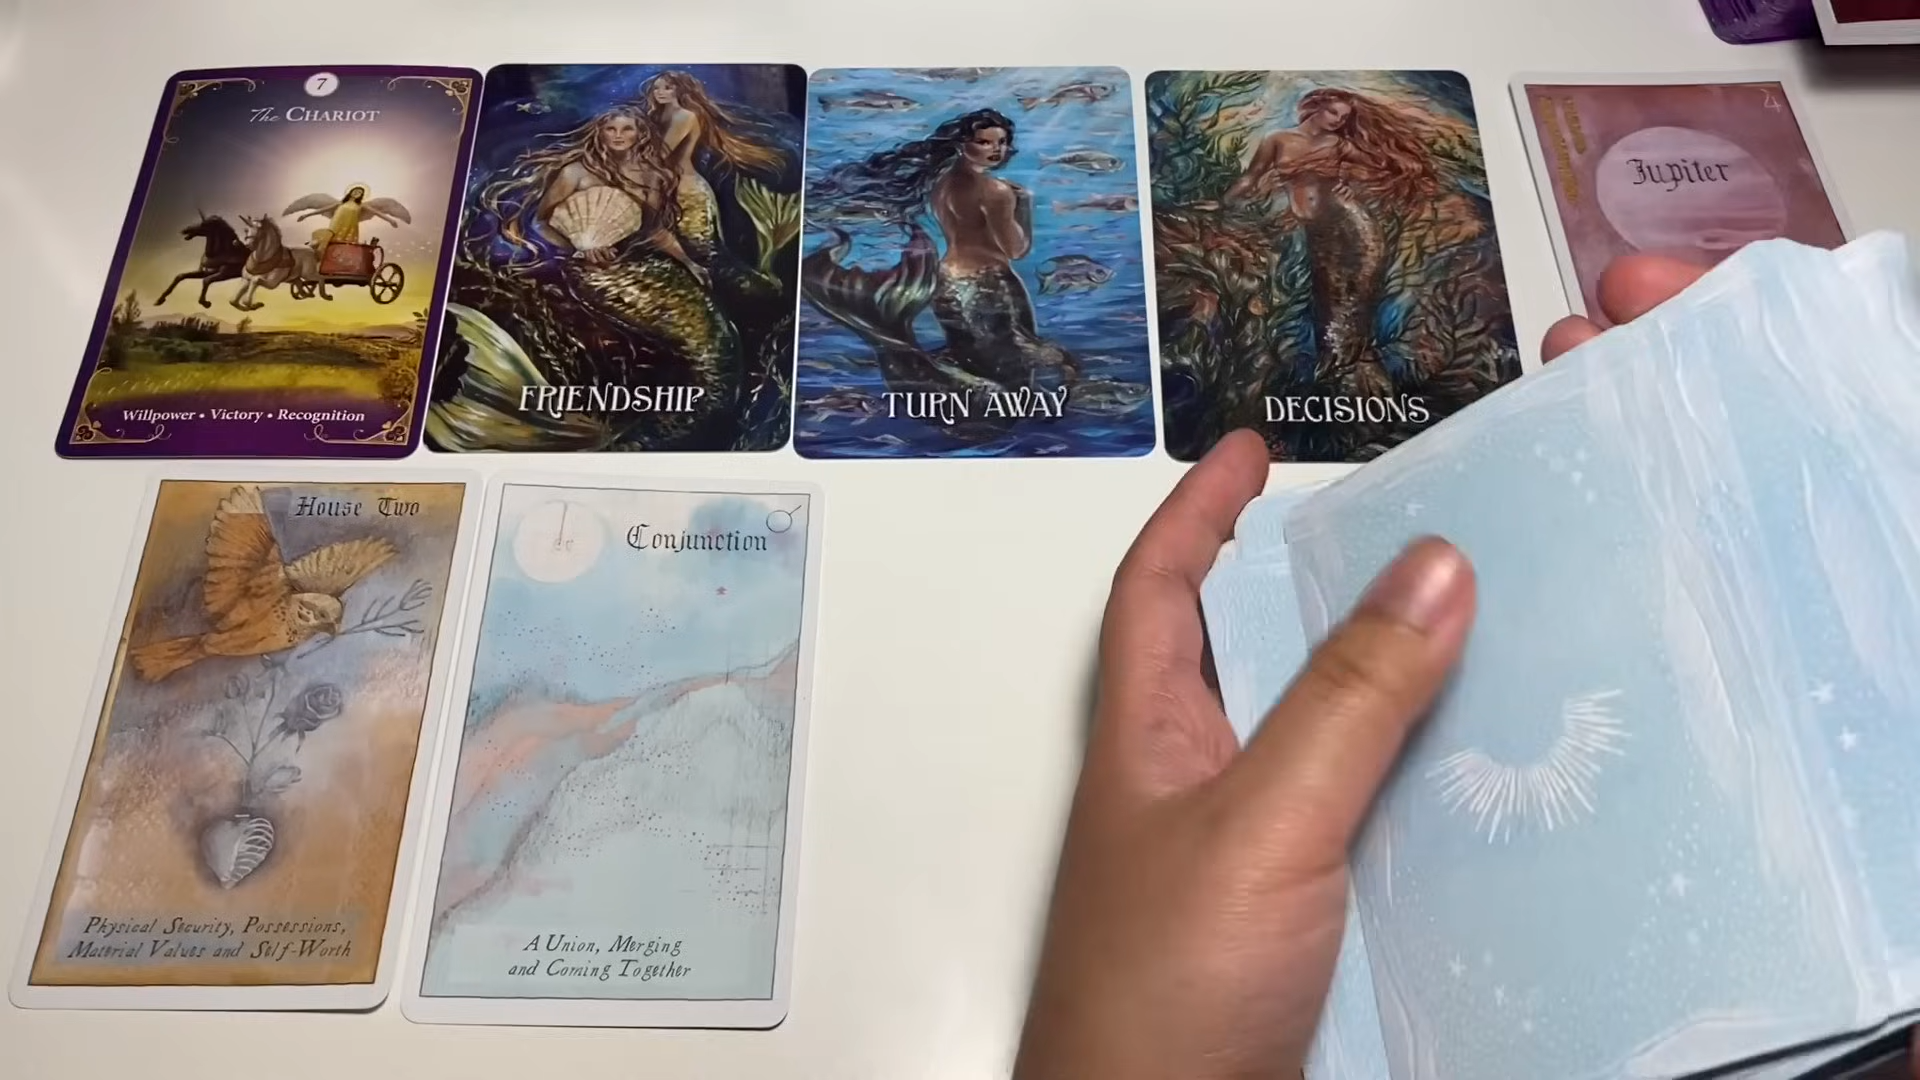 7
The CHARIOT
Willpower • Victory • Recognition
FRIENDSHIP
TURN AWAY
DECISIONS
Jupiter
House Two
Physical Security, Possessions,
Material Values and Self-Worth
Conjunction
A Union, Merging
and Coming Together